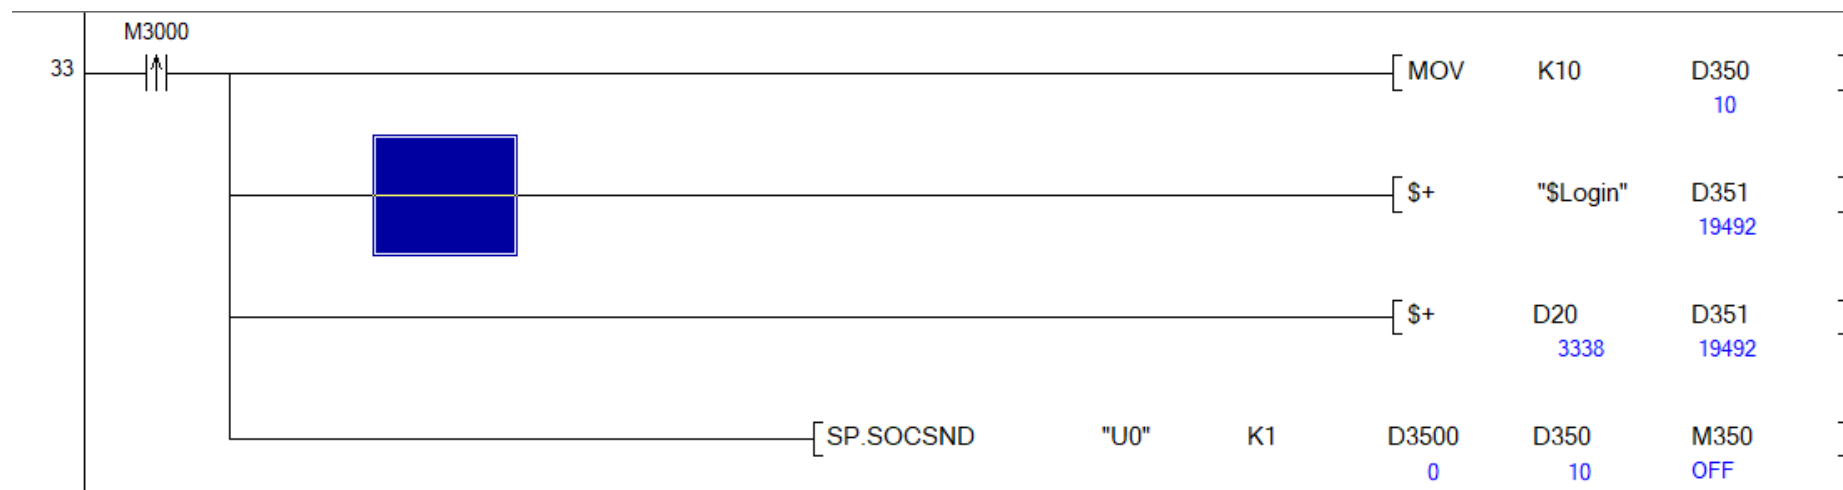 M3000
33 MOV K10 D350
10
$+ "$Login" D351
19492
$+ D20 D351
3338 19492
SP.SOCSND "U0" K1 D3500 D350 M350
0 10 OFF